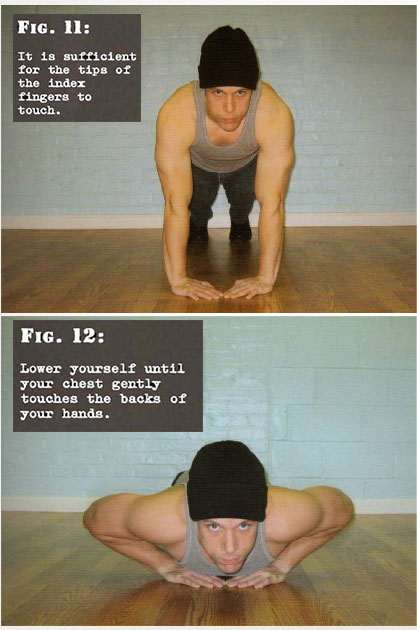 Fig. 11:
It is sufficient
for the tips of
the index
fingers to
touch.
Fig. 12:
Lower yourself until
your chest gently
touches the backs of
your hands.